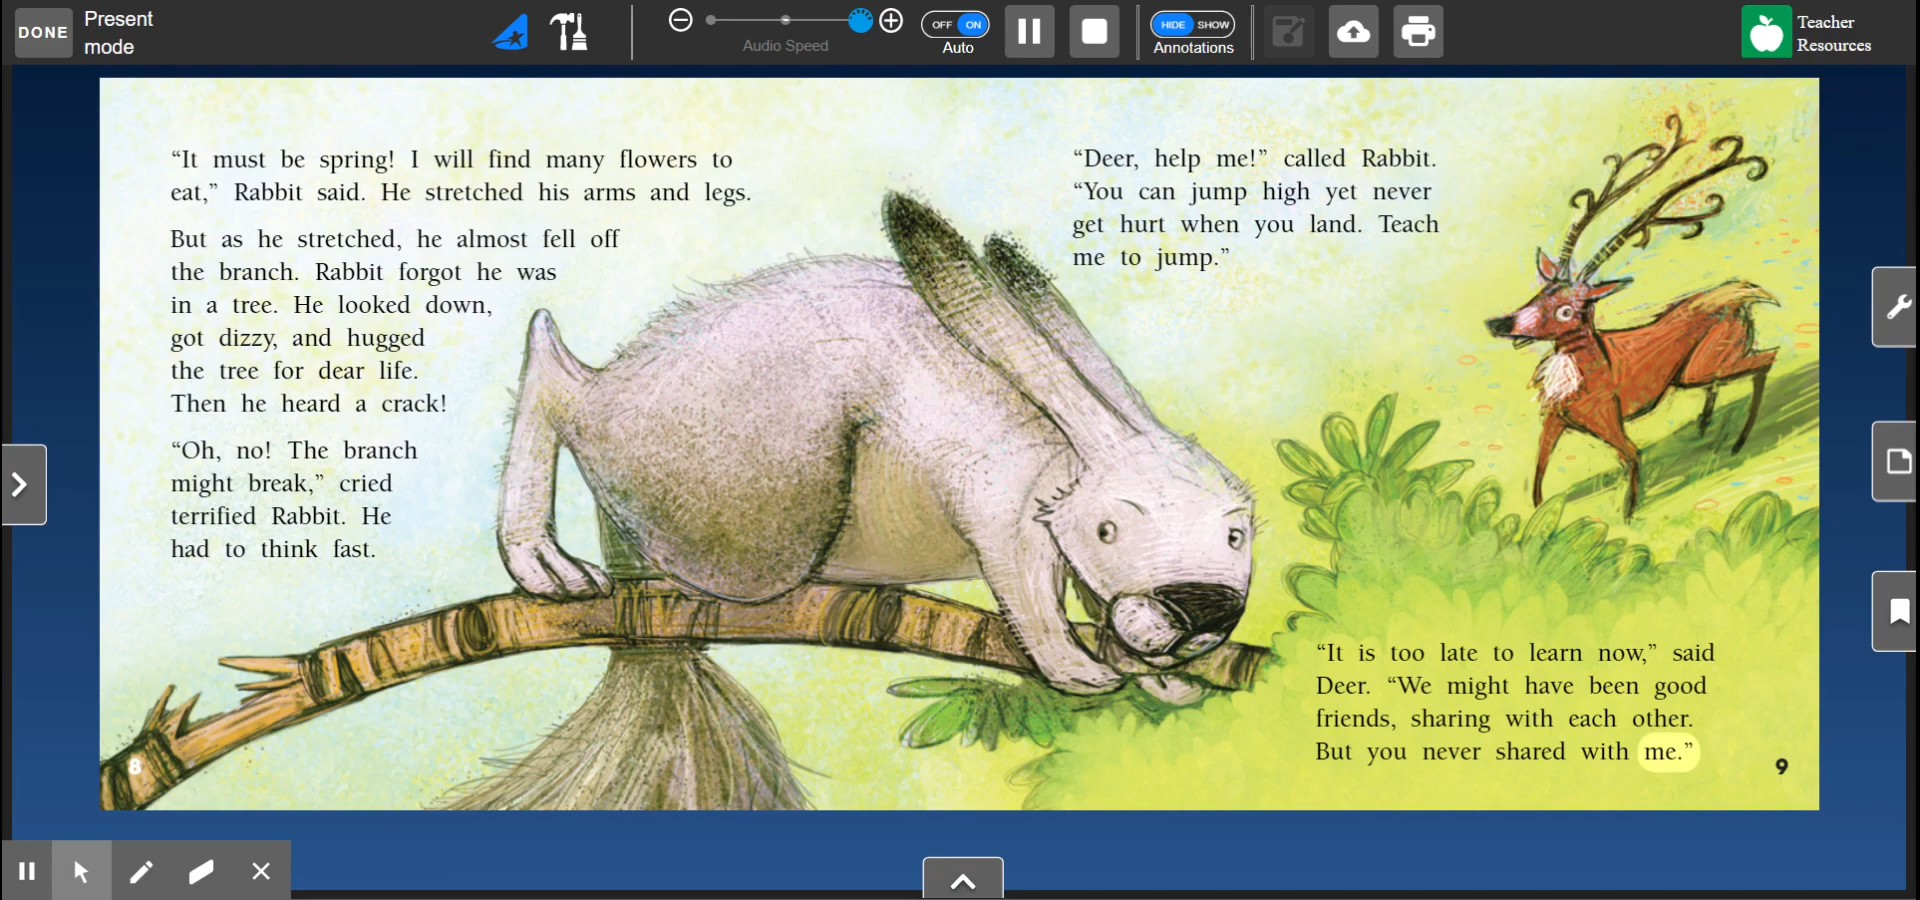 DONE
Present
mode
Audio Speed
OFF ON
Auto
HIDE SHOW
Annotations
Teacher
Resources
“It must be spring! I will find many flowers to
eat,” Rabbit said. He stretched his arms and legs.
But as he stretched, he almost fell off
the branch. Rabbit forgot he was
in a tree. He looked down,
got dizzy, and hugged
the tree for dear life.
Then he heard a crack!
“Oh, no! The branch
might break,” cried
terrified Rabbit. He
had to think fast.
8
“Deer, help me!” called Rabbit.
“You can jump high yet never
get hurt when you land. Teach
me to jump.”
“It is too late to learn now,” said
Deer. “We might have been good
friends, sharing with each other.
But you never shared with me.”
9